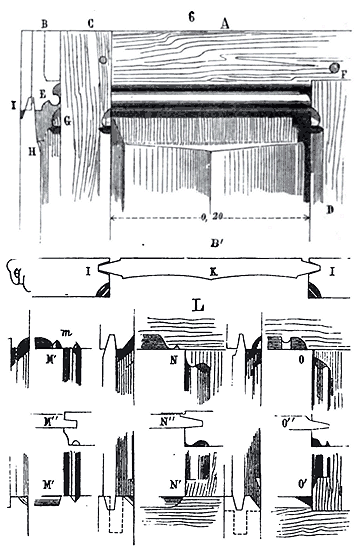 6
B C A
E F
I
G
H
D
0, 20
B'
G I K I
L
m
M' N O
M'' N'' O''
M' N' O'